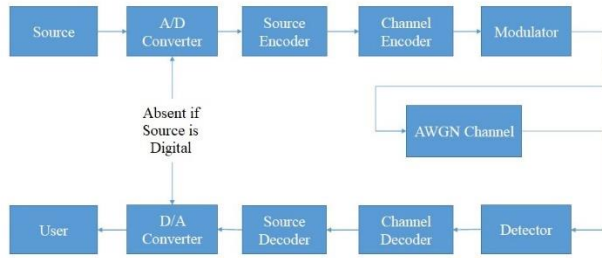 Source
A/D
Converter
Source
Encoder
Channel
Encoder
Modulator
Absent if
Source is
Digital
AWGN Channel
User
D/A
Converter
Source
Decoder
Channel
Decoder
Detector